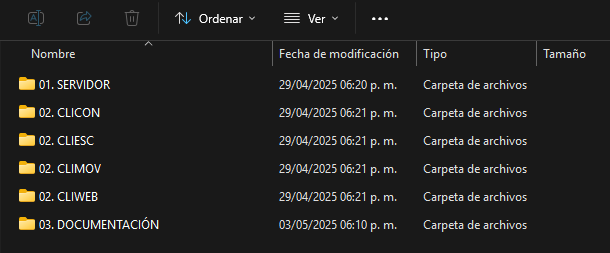 Ordenar Ver
Nombre Fecha de modificación Tipo Tamaño
01. SERVIDOR 29/04/2025 06:20 p. m. Carpeta de archivos
02. CLICON 29/04/2025 06:21 p. m. Carpeta de archivos
02. CLIESC 29/04/2025 06:21 p. m. Carpeta de archivos
02. CLIMOV 29/04/2025 06:21 p. m. Carpeta de archivos
02. CLIWEB 29/04/2025 06:21 p. m. Carpeta de archivos
03. DOCUMENTACIÓN 03/05/2025 06:10 p. m. Carpeta de archivos